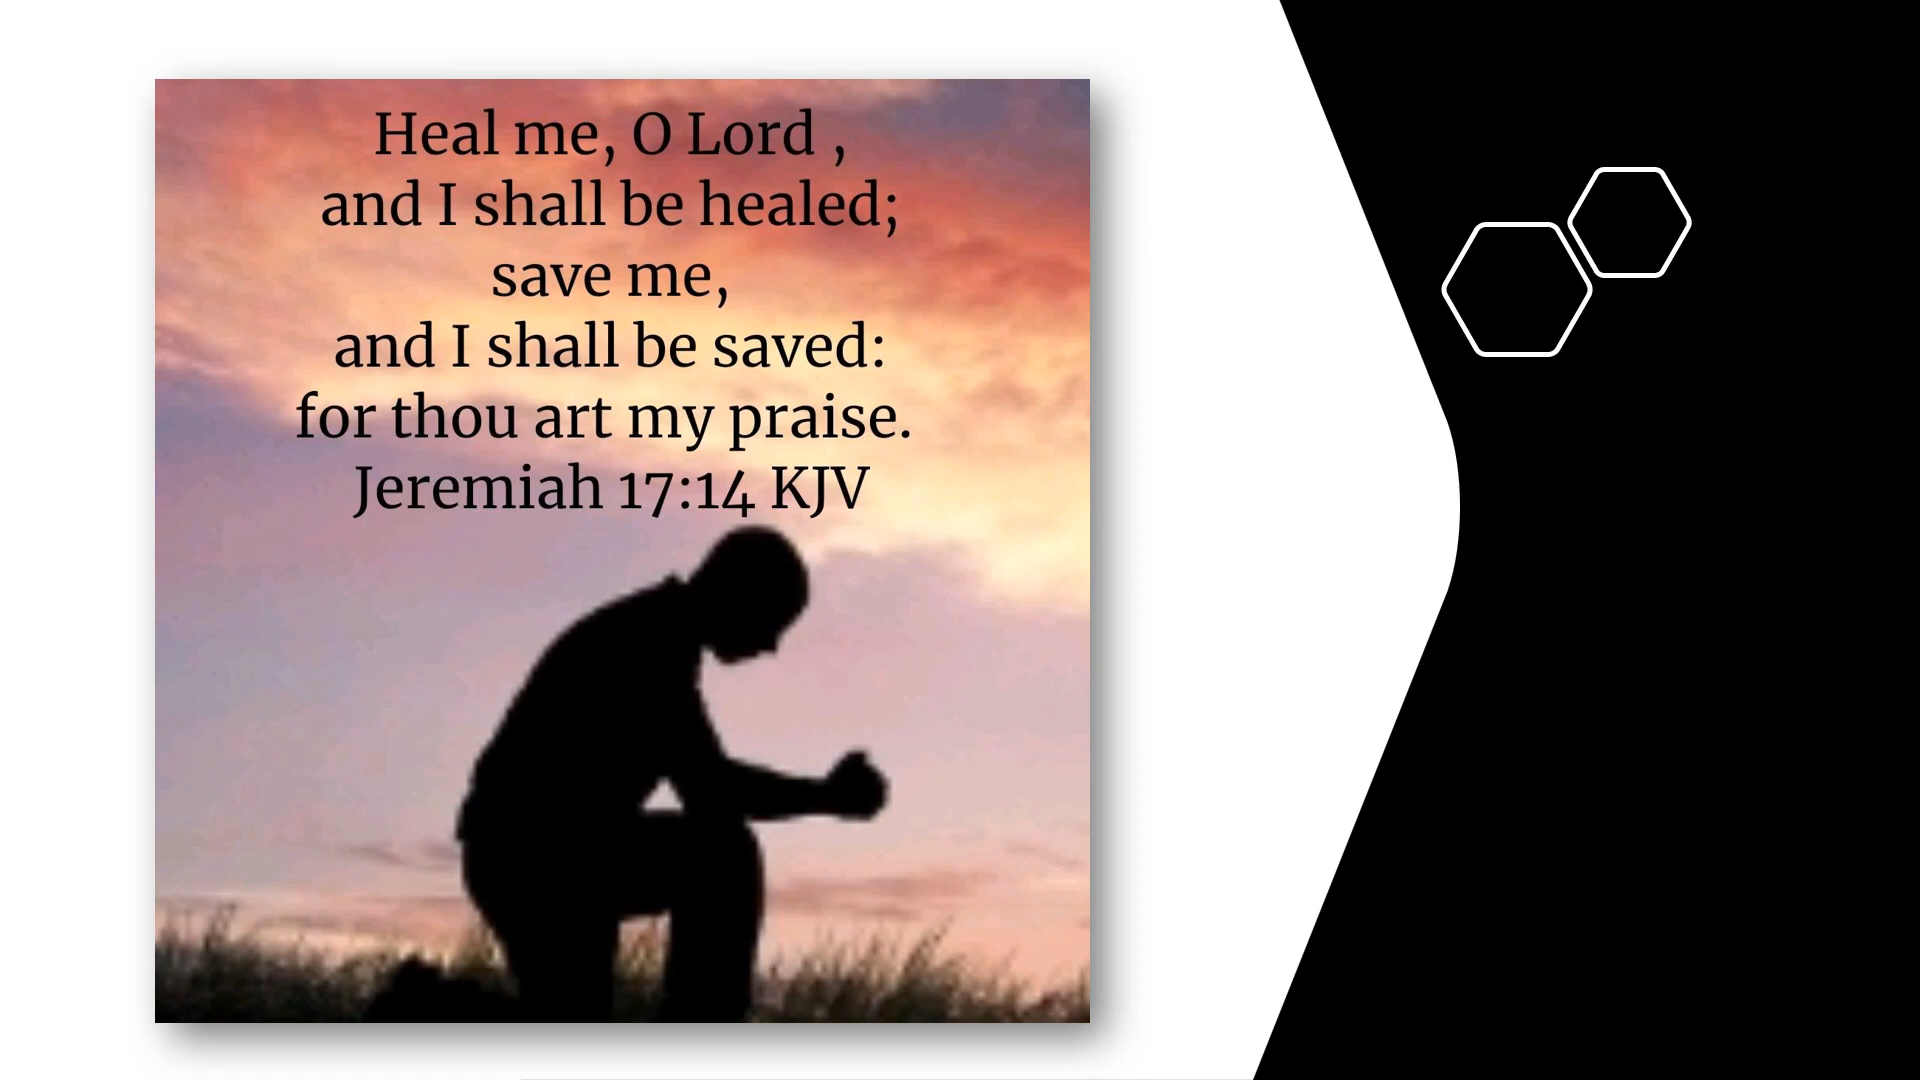 Heal me, O Lord ,
and I shall be healed;
save me,
and I shall be saved:
for thou art my praise.
Jeremiah 17:14 KJV